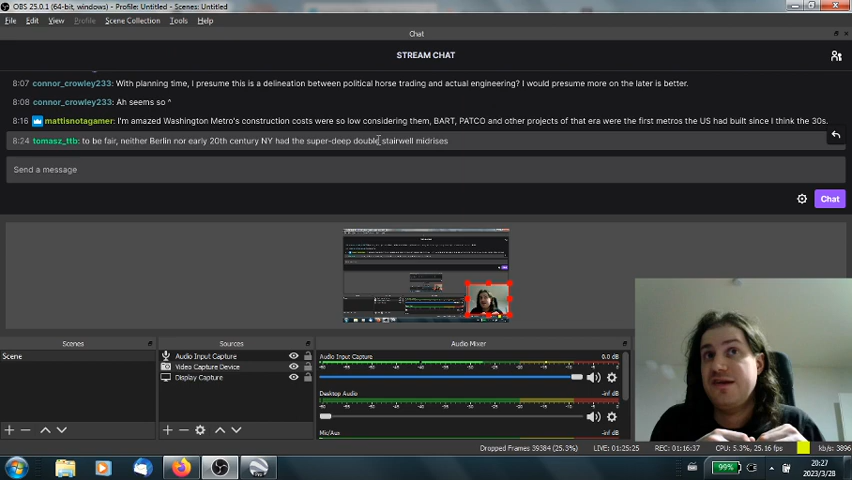 OBS 25.0.1 (64-bit, windows) - Profile: Untitled - Scenes: Untitled
File Edit View Profile Scene Collection Tools Help
Chat
STREAM CHAT
8:07 connor_crowley233: With planning time, I presume this is a delineation between political horse trading and actual engineering? I would presume more on the later is better.
8:08 connor_crowley233: Ah seems so ^
8:16 mattisnotagamer: I'm amazed Washington Metro's construction costs were so low considering them, BART, PATCO and other projects of that era were the first metros the US had built since I think the 30s.
8:24 tomasz_ttb: to be fair, neither Berlin nor early 20th century NY had the super-deep double stairwell midrises
Send a message
Chat
Scenes Sources Audio Mixer
Scene
Audio Input Capture
Video Capture Device
Display Capture
Audio Input Capture 0.0 dB
Desktop Audio -inf dB
Mic/Aux -inf dB
Dropped Frames 39384 (25.3%) LIVE: 01:25:25 REC: 01:16:37 CPU: 5.3%, 25.16 fps kb/s: 3896
99%
20:27
2023/3/28